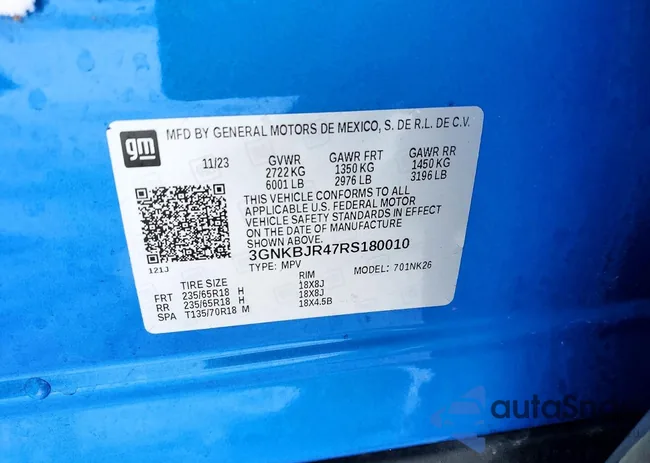 gm
MFD BY GENERAL MOTORS DE MEXICO, S. DE R.L. DE C.V.
11/23 GVWR GAWR FRT GAWR RR
2722 KG 1350 KG 1450 KG
6001 LB 2976 LB 3196 LB
THIS VEHICLE CONFORMS TO ALL
APPLICABLE U.S. FEDERAL MOTOR
VEHICLE SAFETY STANDARDS IN EFFECT
ON THE DATE OF MANUFACTURE
SHOWN ABOVE.
3GNKBJR47RS180010
121J TYPE: MPV MODEL: 701NK26
TIRE SIZE RIM
FRT 235/65R18 H 18X8J
RR 235/65R18 H 18X8J
SPA T135/70R18 M 18X4.5B